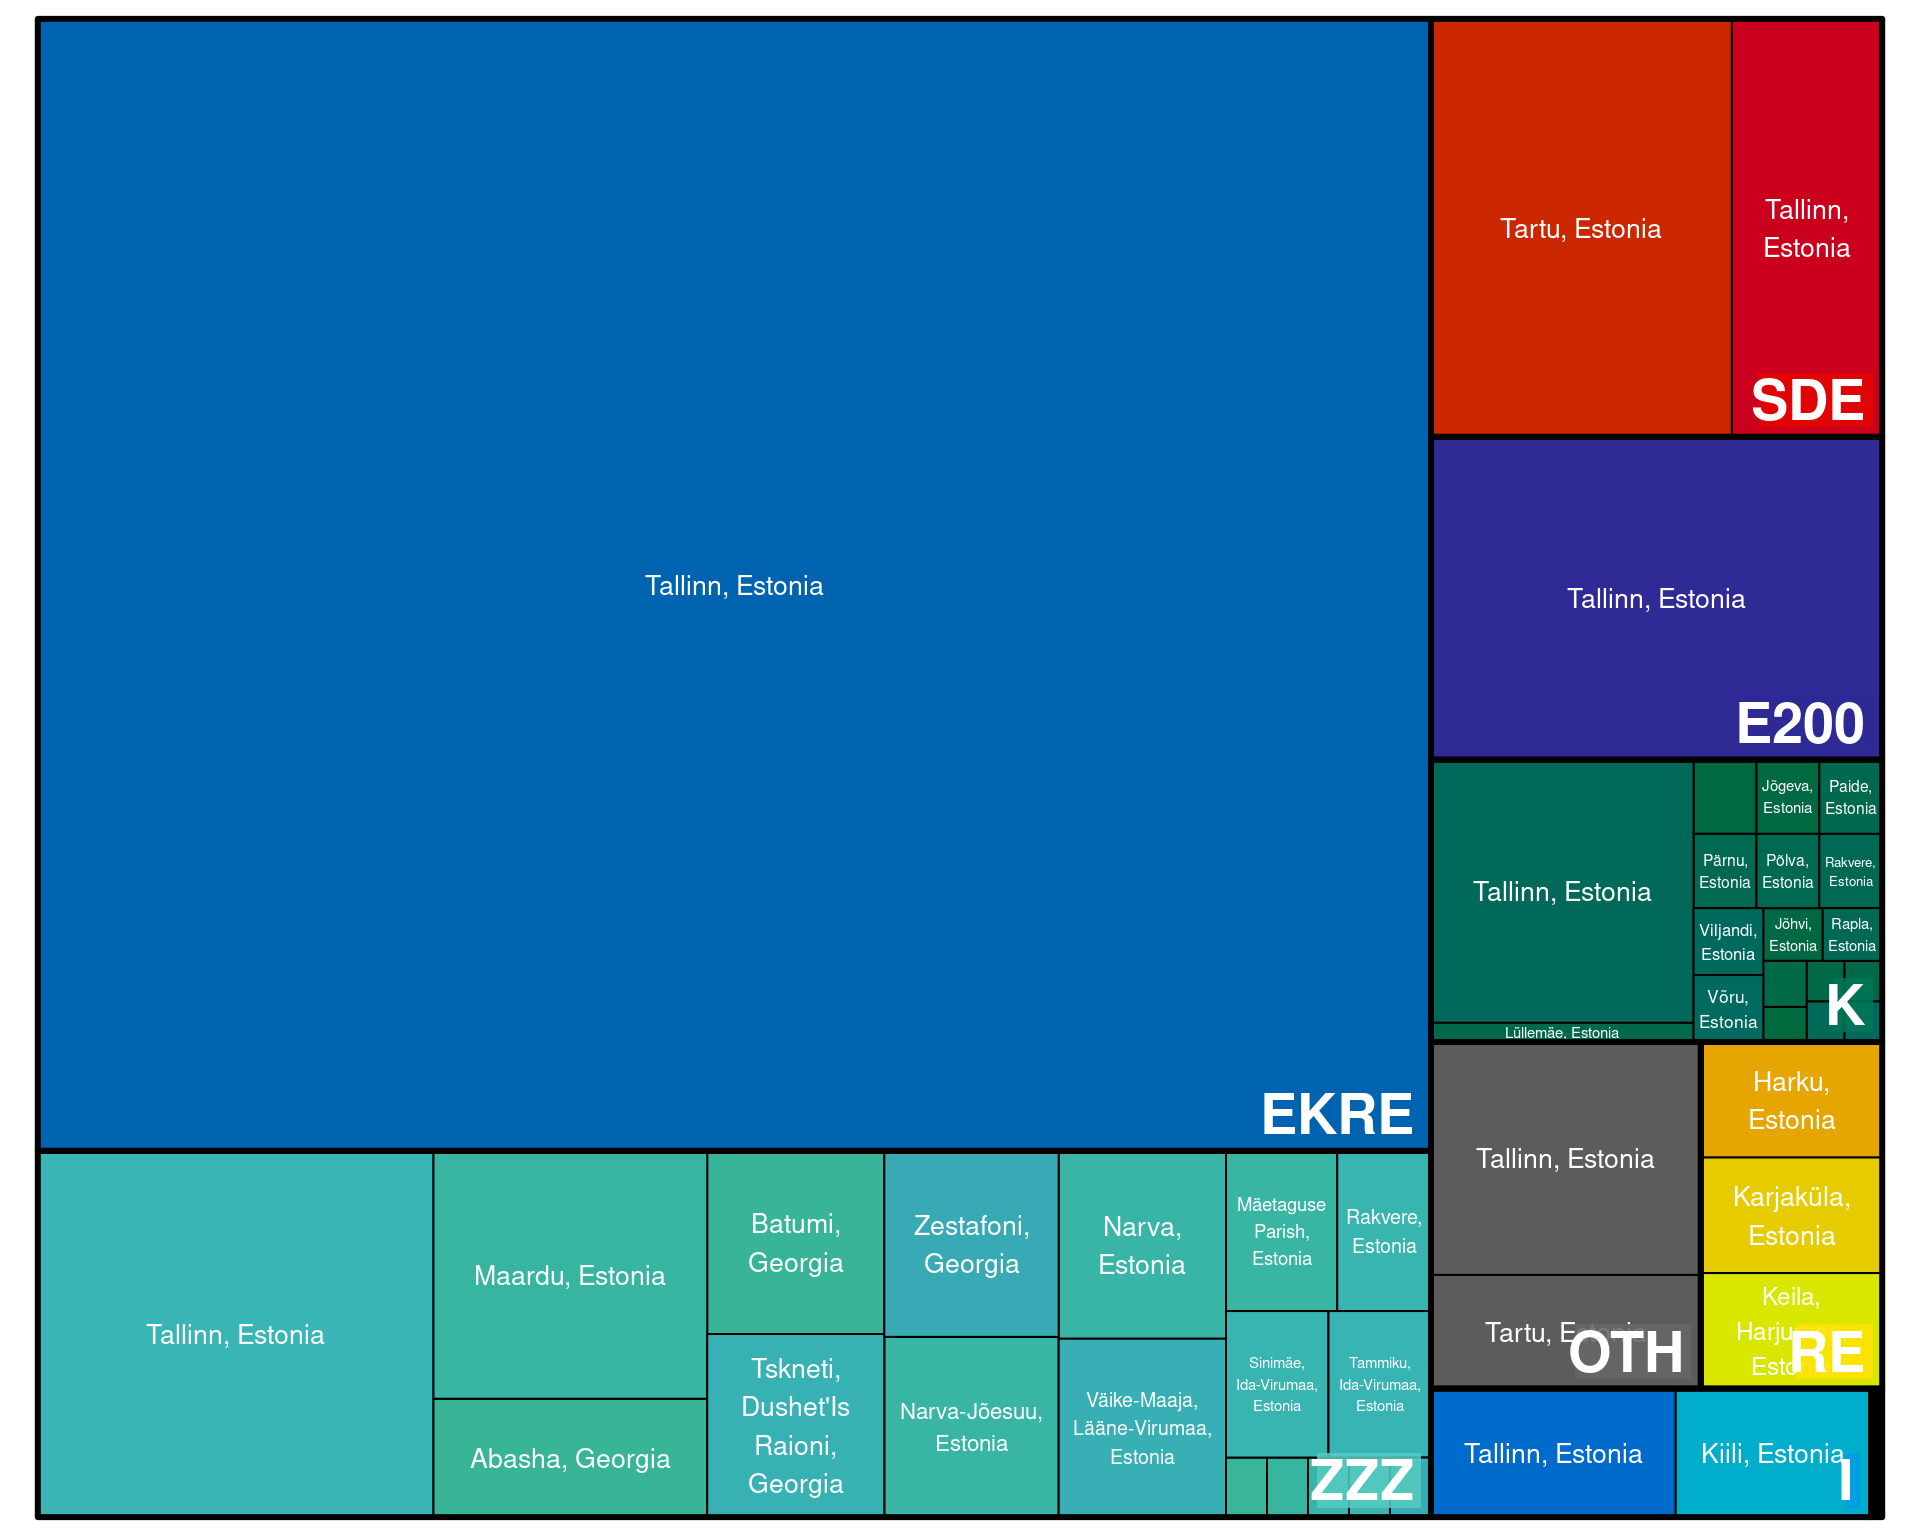 Tallinn, Estonia
EKRE
Tartu, Estonia
Tallinn,
Estonia
SDE
Tallinn, Estonia
E200
Tallinn, Estonia
Jõgeva,
Estonia
Paide,
Estonia
Pärnu,
Estonia
Põlva,
Estonia
Rakvere,
Estonia
Viljandi,
Estonia
Jõhvi,
Estonia
Rapla,
Estonia
Võru,
Estonia
K
Lüllemäe, Estonia
Tallinn, Estonia
Tartu, Estonia
OTH
Harku,
Estonia
Karjaküla,
Estonia
Keila,
RE
Tallinn, Estonia
Kiili, Estonia
I
Tallinn, Estonia
Maardu, Estonia
Abasha, Georgia
Batumi,
Georgia
Tskneti,
Dushet'Is
Raioni,
Georgia
Zestafoni,
Georgia
Narva-Jõesuu,
Estonia
Narva,
Estonia
Väike-Maaja,
Lääne-Virumaa,
Estonia
Mäetaguse
Parish,
Estonia
Rakvere,
Estonia
Sinimäe,
Ida-Virumaa,
Estonia
Tammiku,
Ida-Virumaa,
Estonia
ZZZ